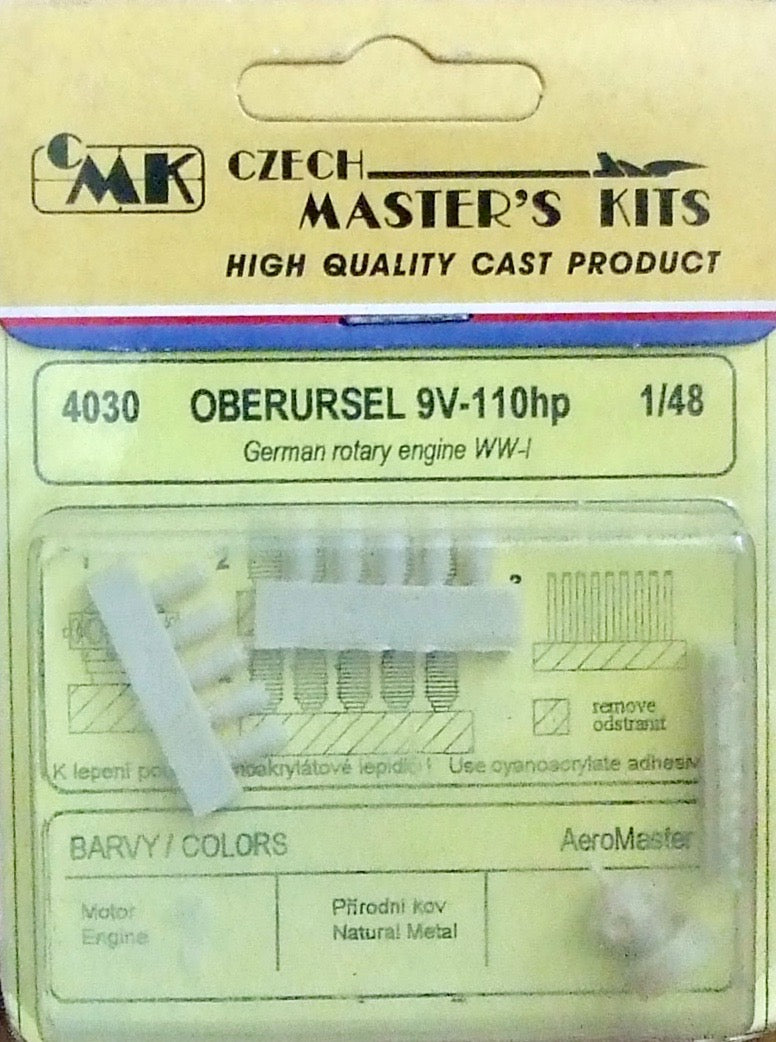 CMK
CZECH
MASTER'S KITS
HIGH QUALITY CAST PRODUCT
4030 OBERURSEL 9V-110hp 1/48
German rotary engine WW-I
1 2 3
remove
odstranit
K lepení Use cyanoacrylate
BARVY / COLORS AeroMaster
Motor Přírodní kov
Engine Natural Metal